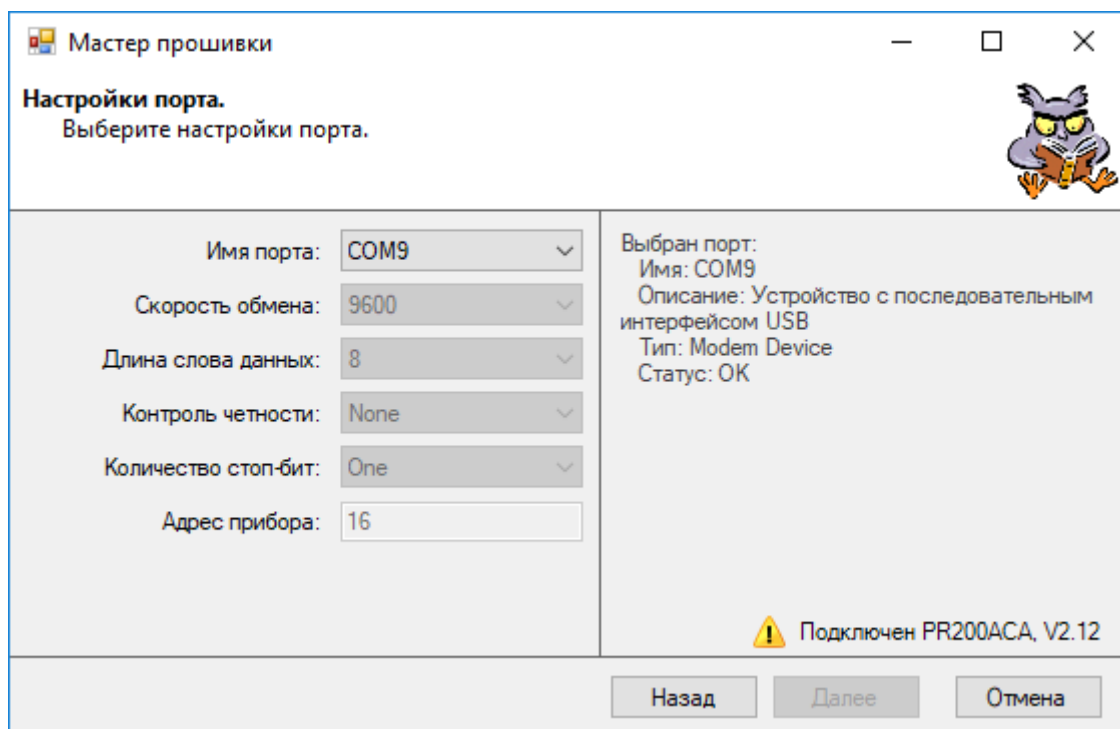 Мастер прошивки
Настройки порта.
Выберите настройки порта.
Имя порта: COM9
Скорость обмена: 9600
Длина слова данных: 8
Контроль четности: None
Количество стоп-бит: One
Адрес прибора: 16
Выбран порт:
Имя: COM9
Описание: Устройство с последовательным
интерфейсом USB
Тип: Modem Device
Статус: OK
Подключен PR200ACA, V2.12
Назад
Далее
Отмена